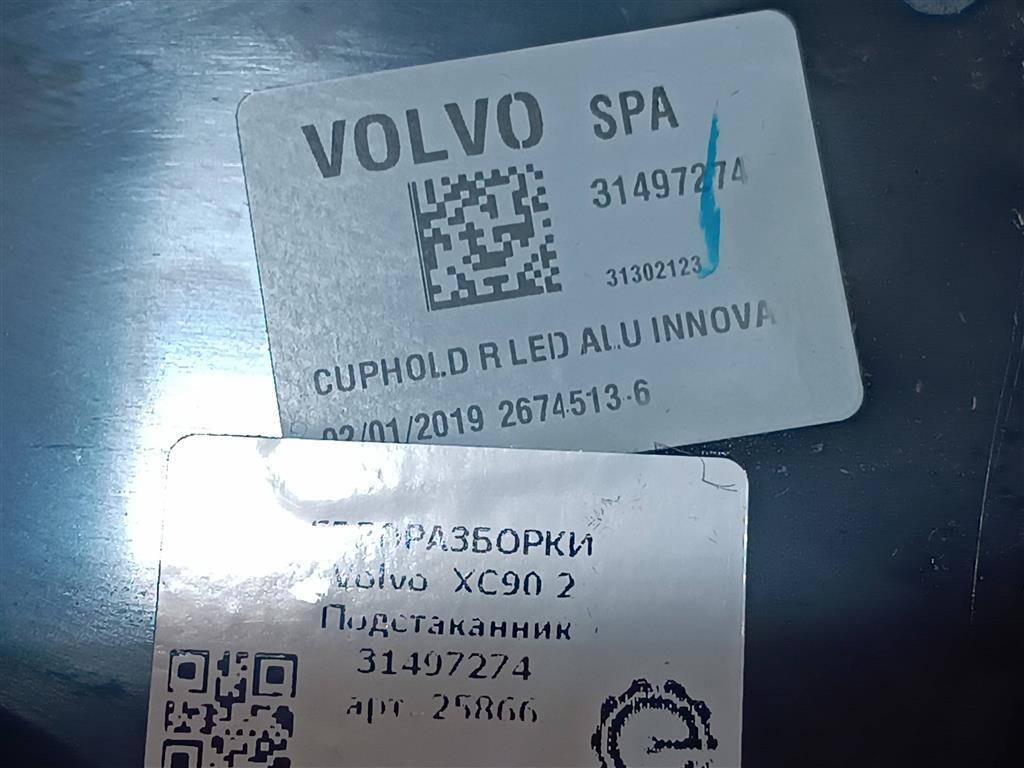 VOLVO SPA
31497274
31302123
CUPHOLD R LED ALU INNOVA
02/01/2019 2674513-6
Volvo XC90 2
Подстаканник
31497274
арт 25866